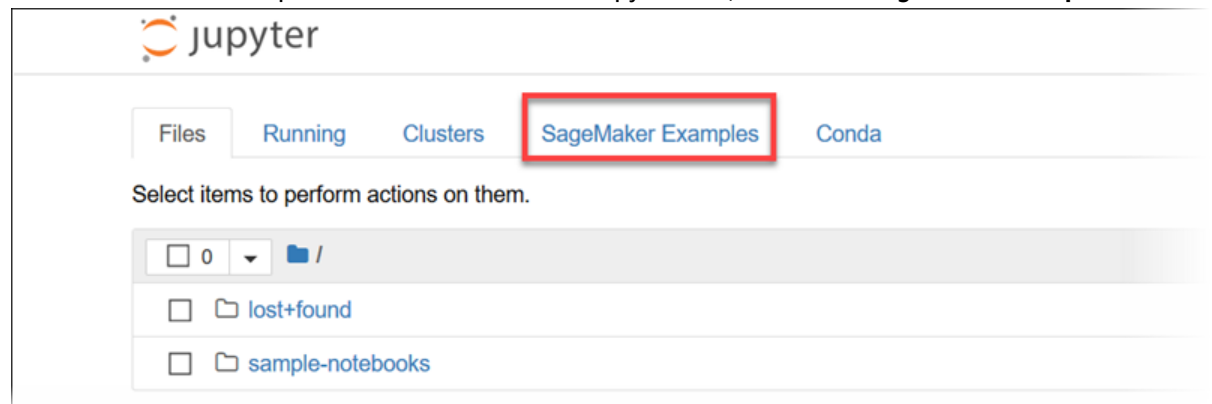 jupyter
Files Running Clusters SageMaker Examples Conda
Select items to perform actions on them.
0 /
lost+found
sample-notebooks